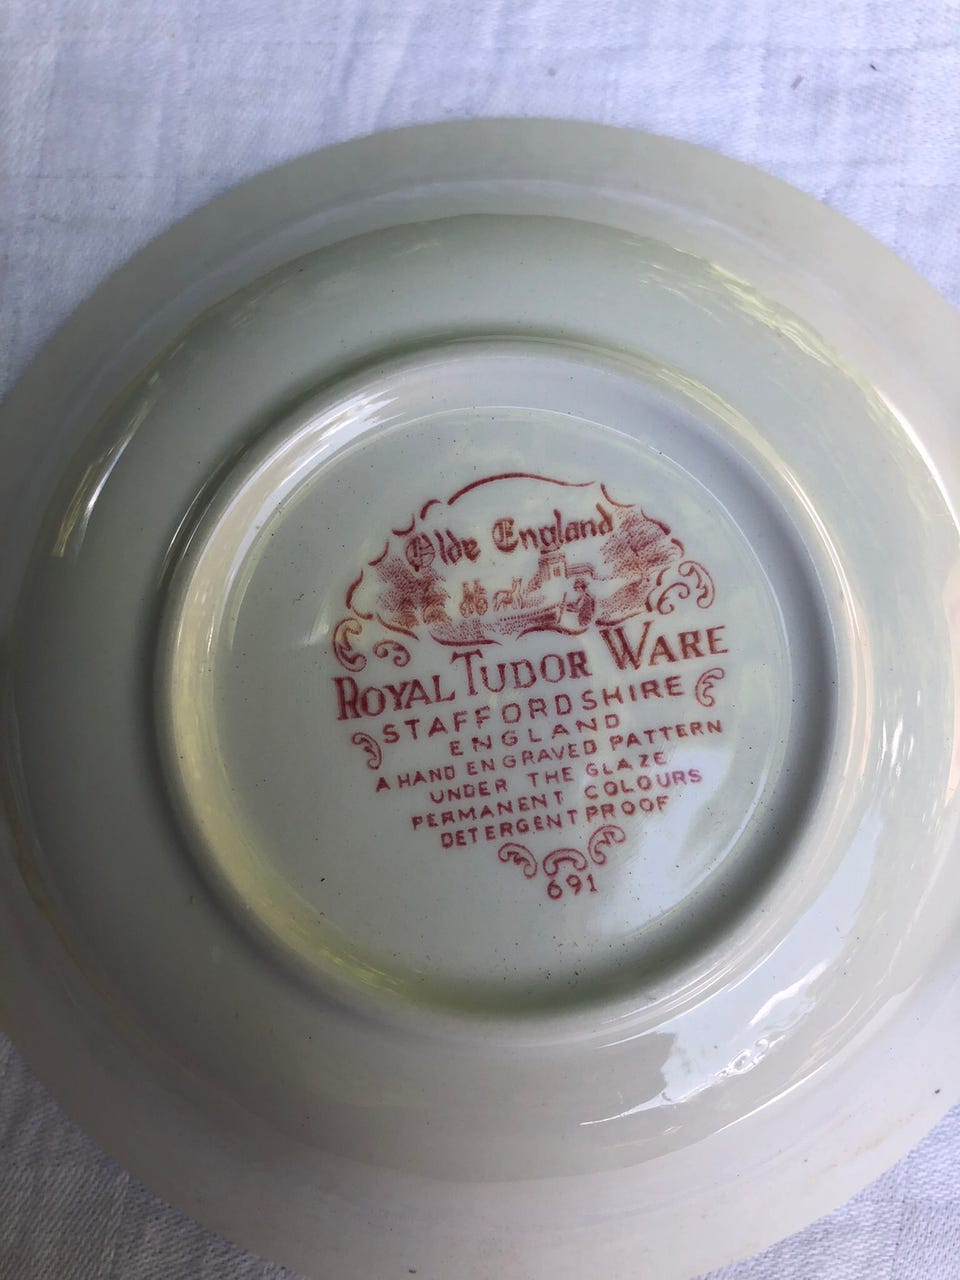 Olde England
ROYAL TUDOR WARE
STAFFORDSHIRE
ENGLAND
A HAND ENGRAVED PATTERN
UNDER THE GLAZE
PERMANENT COLOURS
DETERGENT PROOF
691